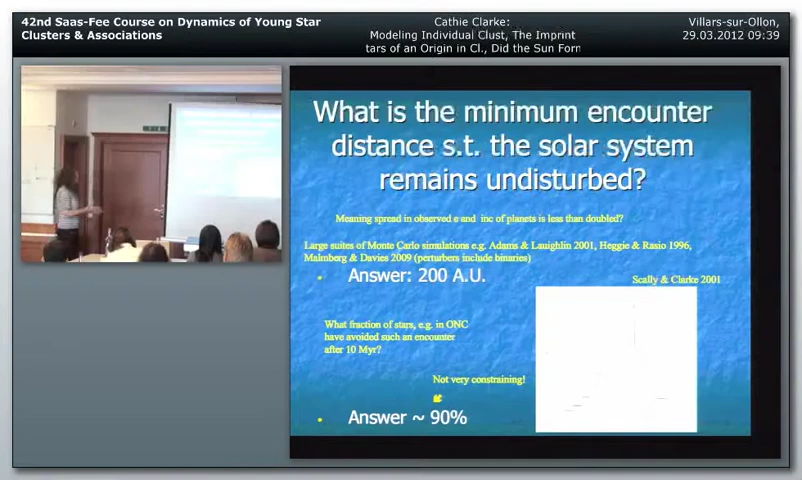 42nd Saas-Fee Course on Dynamics of Young Star
Clusters & Associations
Cathie Clarke:
Modeling Individual Clust, The Imprint
tars of an Origin in Cl., Did the Sun Forn
Villars-sur-Ollon,
29.03.2012 09:39
What is the minimum encounter
distance s.t. the solar system
remains undisturbed?
Meaning spread in observed e and inc of planets is less than doubled?
Large suites of Monte Carlo simulations e.g. Adams & Lauighlin 2001, Heggie & Rasio 1996,
Malmberg & Davies 2009 (perturbers include binaries)
• Answer: 200 A.U.
Scally & Clarke 2001
What fraction of stars, e.g. in ONC
have avoided such an encounter
after 10 Myr?
Not very constraining!
• Answer ~ 90%